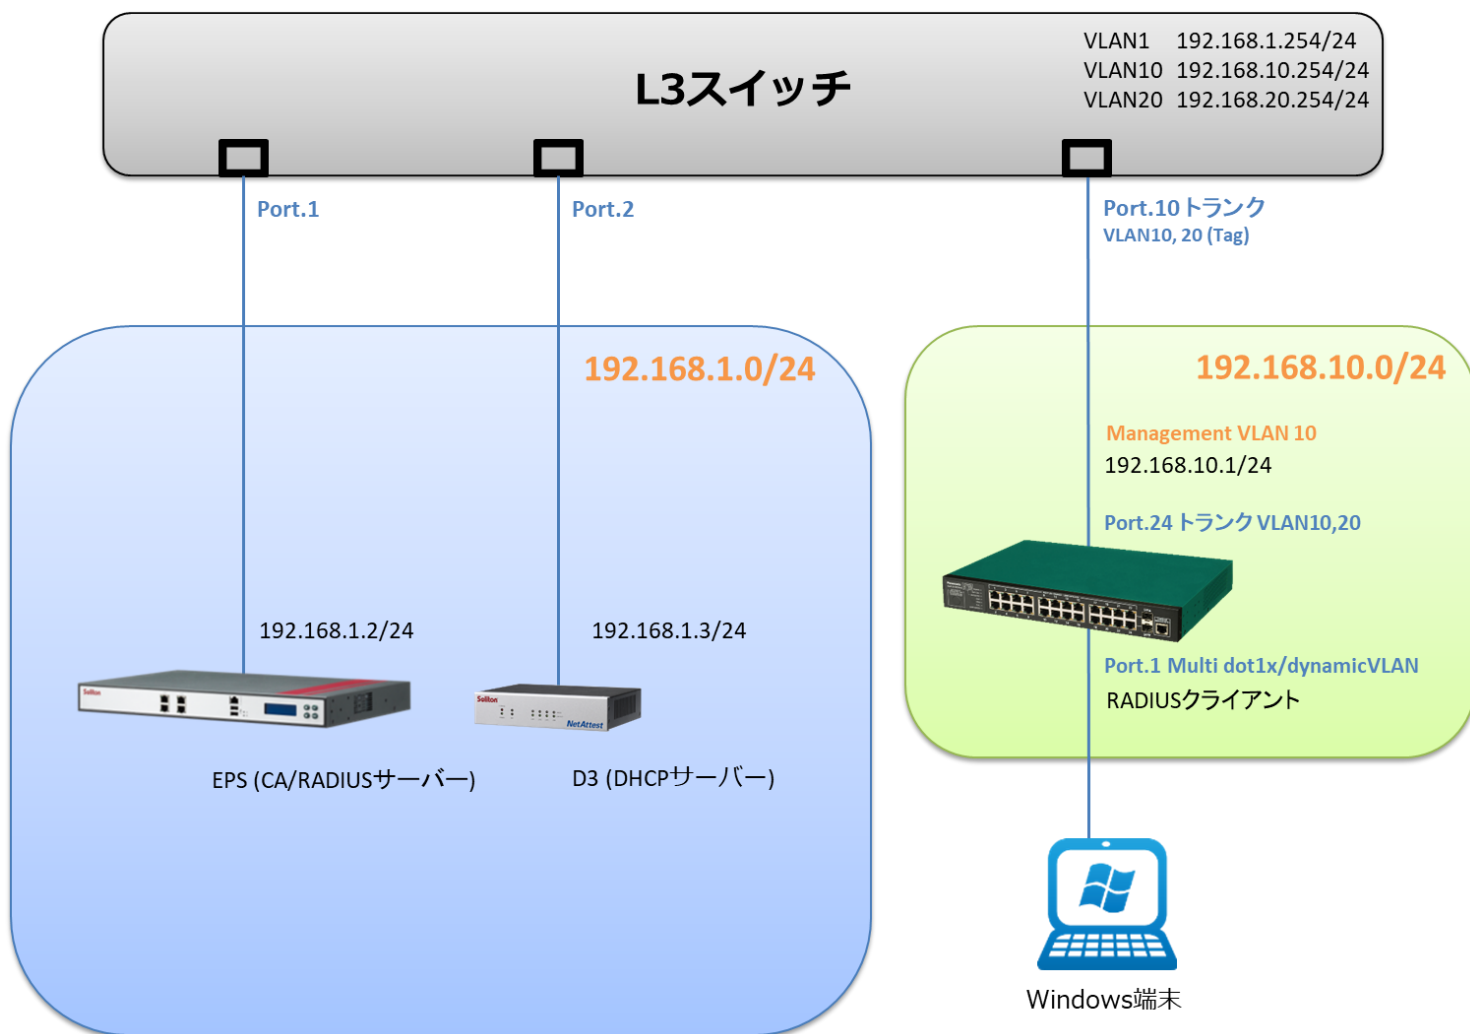 VLAN1 192.168.1.254/24
VLAN10 192.168.10.254/24
VLAN20 192.168.20.254/24
L3スイッチ
Port.1
Port.2
Port.10 トランク
VLAN10, 20 (Tag)
192.168.1.0/24
192.168.10.0/24
Management VLAN 10
192.168.10.1/24
Port.24 トランク VLAN10,20
192.168.1.2/24
192.168.1.3/24
Port.1 Multi dot1x/dynamicVLAN
RADIUSクライアント
Soliton
Soliton
NetAttest
EPS (CA/RADIUSサーバー)
D3 (DHCPサーバー)
Windows端末